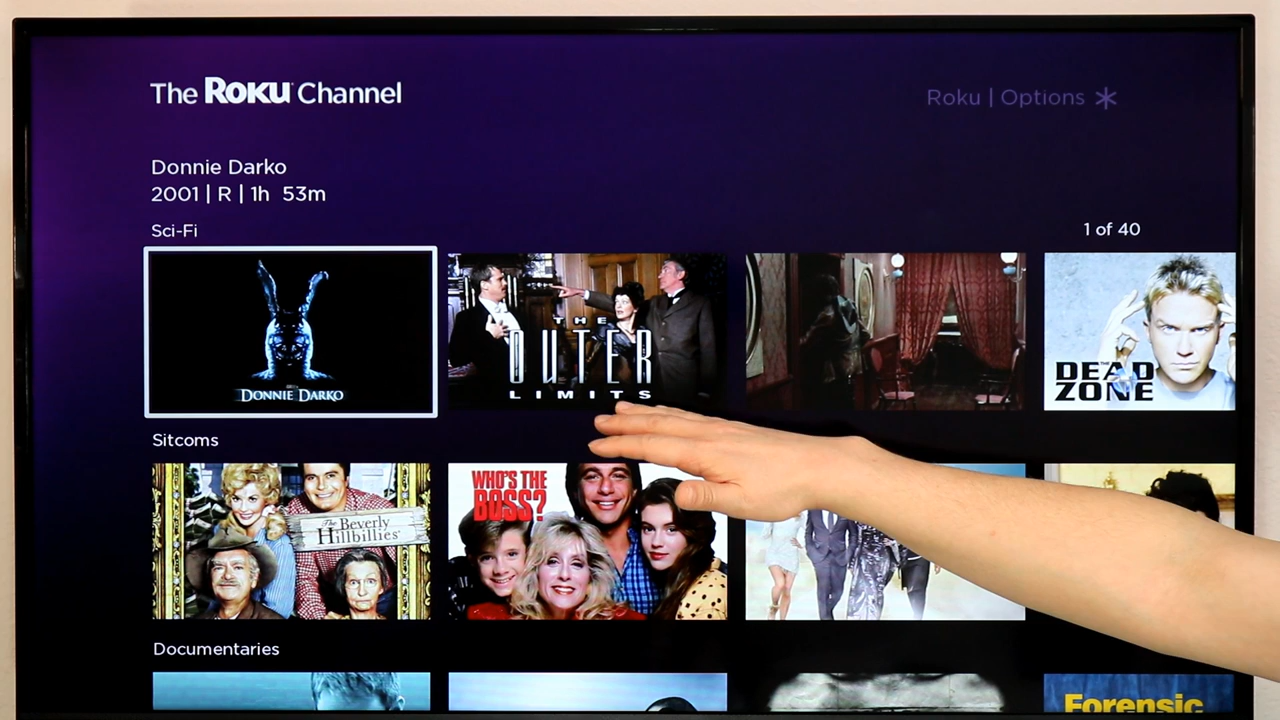 The Roku Channel
Roku | Options
Donnie Darko
2001 | R | 1h 53m
Sci-Fi
1 of 40
DONNIE DARKO
THE
OUTER
LIMITS
DEAD
ZONE
Sitcoms
The Beverly
Hillbillies
WHO'S THE
BOSS?
Documentaries
Forensic